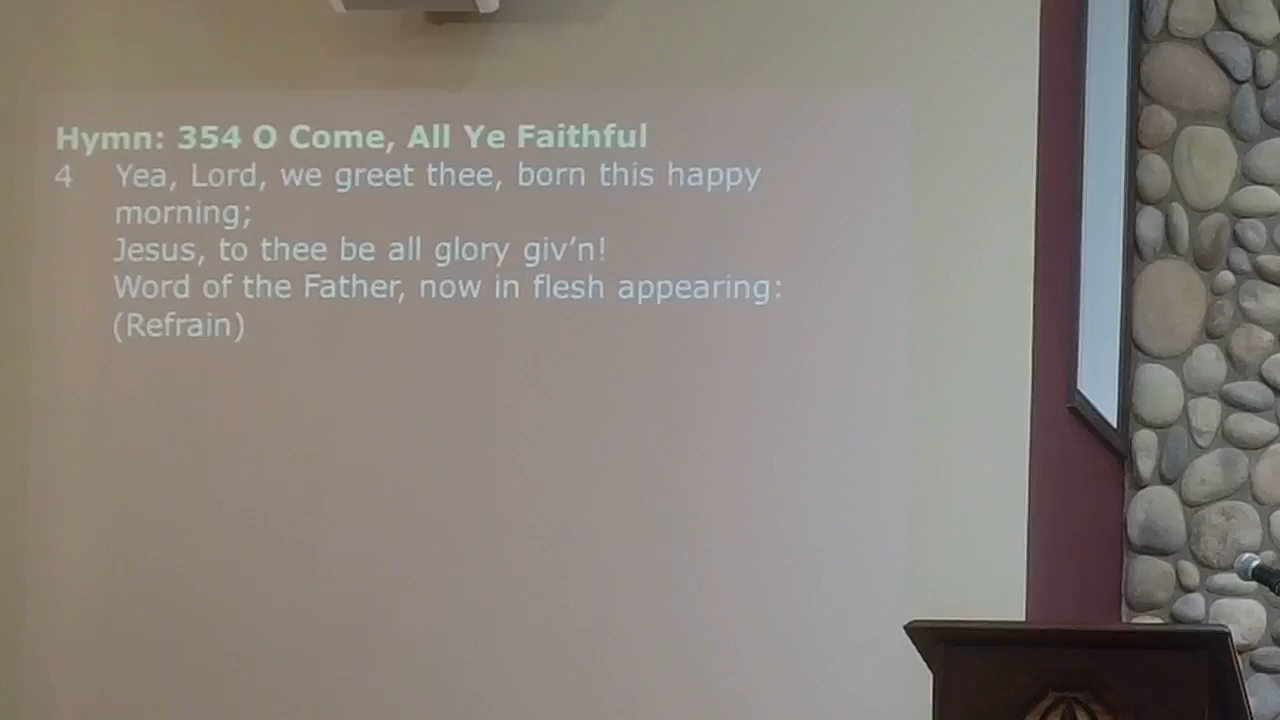 Hymn: 354 O Come, All Ye Faithful
4 Yea, Lord, we greet thee, born this happy
morning;
Jesus, to thee be all glory giv’n!
Word of the Father, now in flesh appearing:
(Refrain)